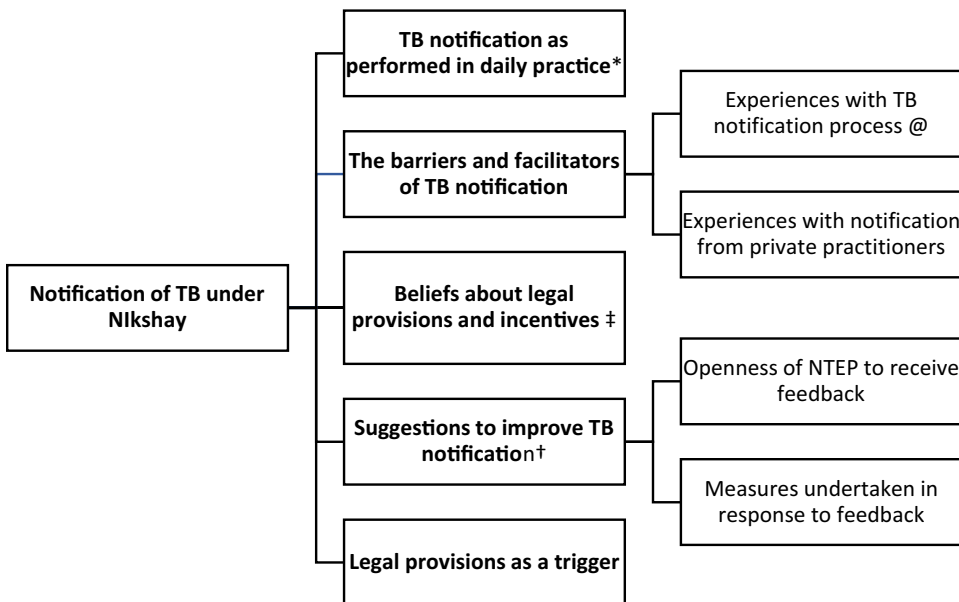 TB notification as
performed in daily practice*
Experiences with TB
notification process @
The barriers and facilitators
of TB notification
Experiences with notification
from private practitioners
Notification of TB under
NIkshay
Beliefs about legal
provisions and incentives ‡
Openness of NTEP to receive
feedback
Suggestions to improve TB
notification†
Measures undertaken in
response to feedback
Legal provisions as a trigger